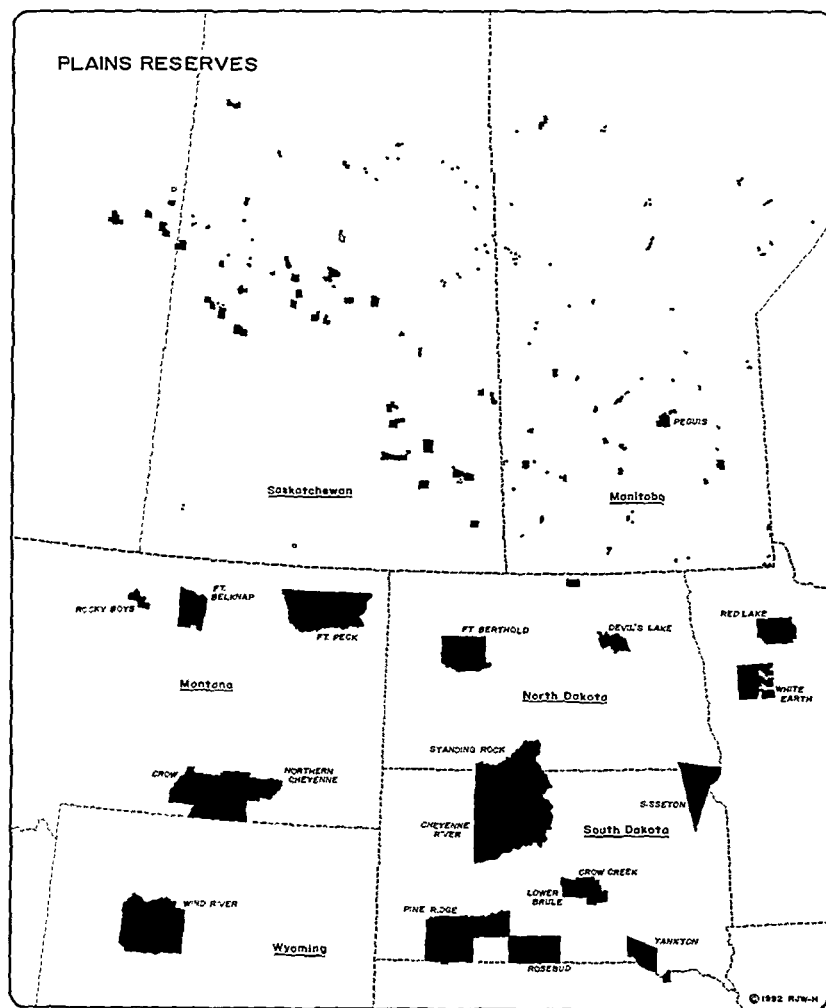 PLAINS RESERVES
PEGUIS
Saskatchewan
Manitoba
ROCKY BOYS
FT.
BELKNAP
FT. PECK
FT BERTHOLD
DEVIL'S LAKE
RED LAKE
WHITE
EARTH
Montana
North Dakota
STANDING ROCK
CROW
NORTHERN
CHEYENNE
SISSETON
CHEYENNE
RIVER
South Dakota
CROW CREEK
LOWER
BRULE
WIND RIVER
PINE RIDGE
YANKTON
Wyoming
ROSEBUD
©1992 RJW-H